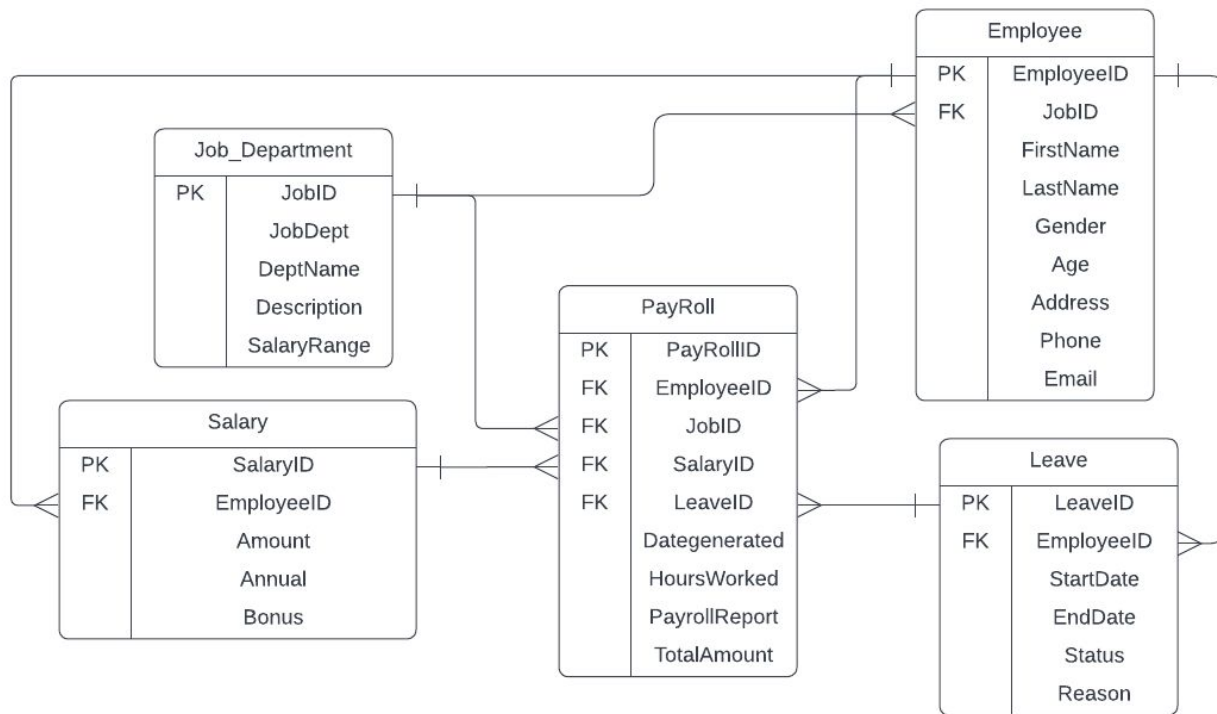 Employee
PK EmployeeID
FK JobID
FirstName
LastName
Gender
Age
Address
Phone
Email
Job_Department
PK JobID
JobDept
DeptName
Description
SalaryRange
PayRoll
PK PayRollID
FK EmployeeID
FK JobID
FK SalaryID
FK LeaveID
Dategenerated
HoursWorked
PayrollReport
TotalAmount
Salary
PK SalaryID
FK EmployeeID
Amount
Annual
Bonus
Leave
PK LeaveID
FK EmployeeID
StartDate
EndDate
Status
Reason